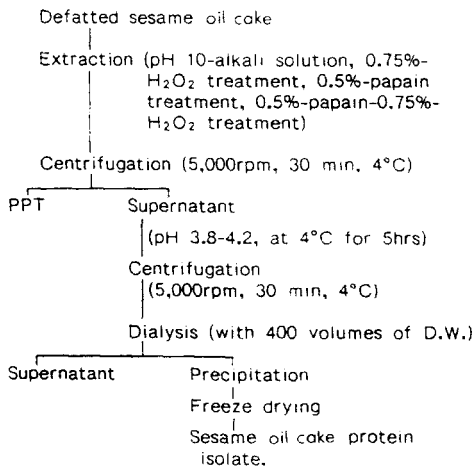 Defatted sesame oil cake
Extraction (pH 10-alkali solution, 0.75%-
H₂O₂ treatment, 0.5%-papain
treatment, 0.5%-papain-0.75%-
H₂O₂ treatment)
Centrifugation (5,000rpm, 30 min, 4°C)
PPT Supernatant
(pH 3.8-4.2, at 4°C for 5hrs)
Centrifugation
(5,000rpm, 30 min, 4°C)
Dialysis (with 400 volumes of D.W.)
Supernatant Precipitation
Freeze drying
Sesame oil cake protein
isolate.